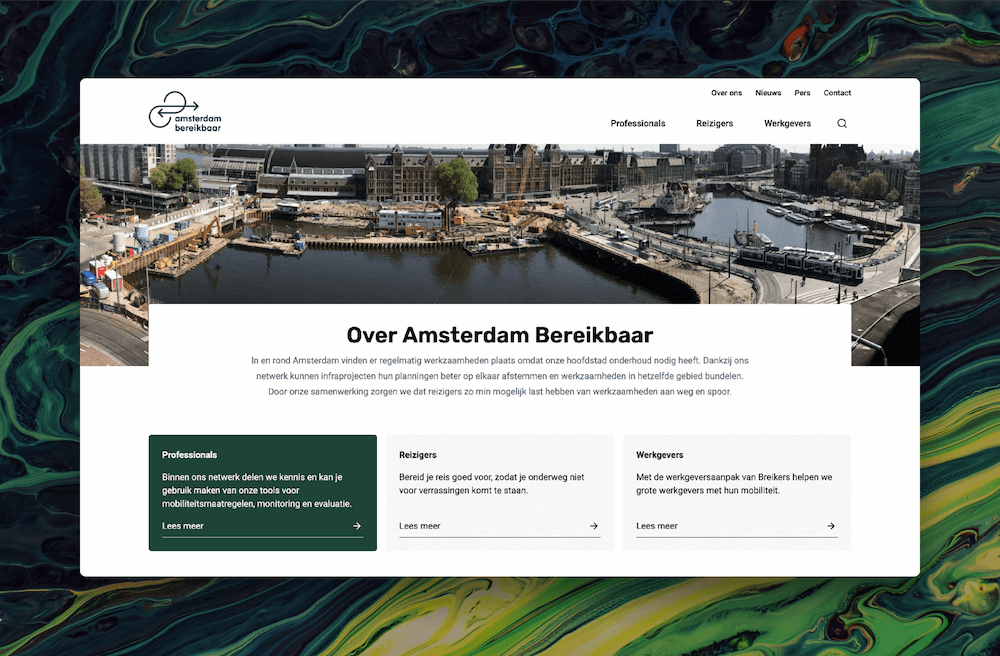 Over ons Nieuws Pers Contact
amsterdam
bereikbaar
Professionals Reizigers Werkgevers
Over Amsterdam Bereikbaar
In en rond Amsterdam vinden er regelmatig werkzaamheden plaats omdat onze hoofdstad onderhoud nodig heeft. Dankzij ons
netwerk kunnen infraprojecten hun planningen beter op elkaar afstemmen en werkzaamheden in hetzelfde gebied bundelen.
Door onze samenwerking zorgen we dat reizigers zo min mogelijk last hebben van werkzaamheden aan weg en spoor.
Professionals
Binnen ons netwerk delen we kennis en kan je
gebruik maken van onze tools voor
mobiliteitsmaatregelen, monitoring en evaluatie.
Lees meer
Reizigers
Bereid je reis goed voor, zodat je onderweg niet
voor verrassingen komt te staan.
Lees meer
Werkgevers
Met de werkgeversaanpak van Breikers helpen we
grote werkgevers met hun mobiliteit.
Lees meer